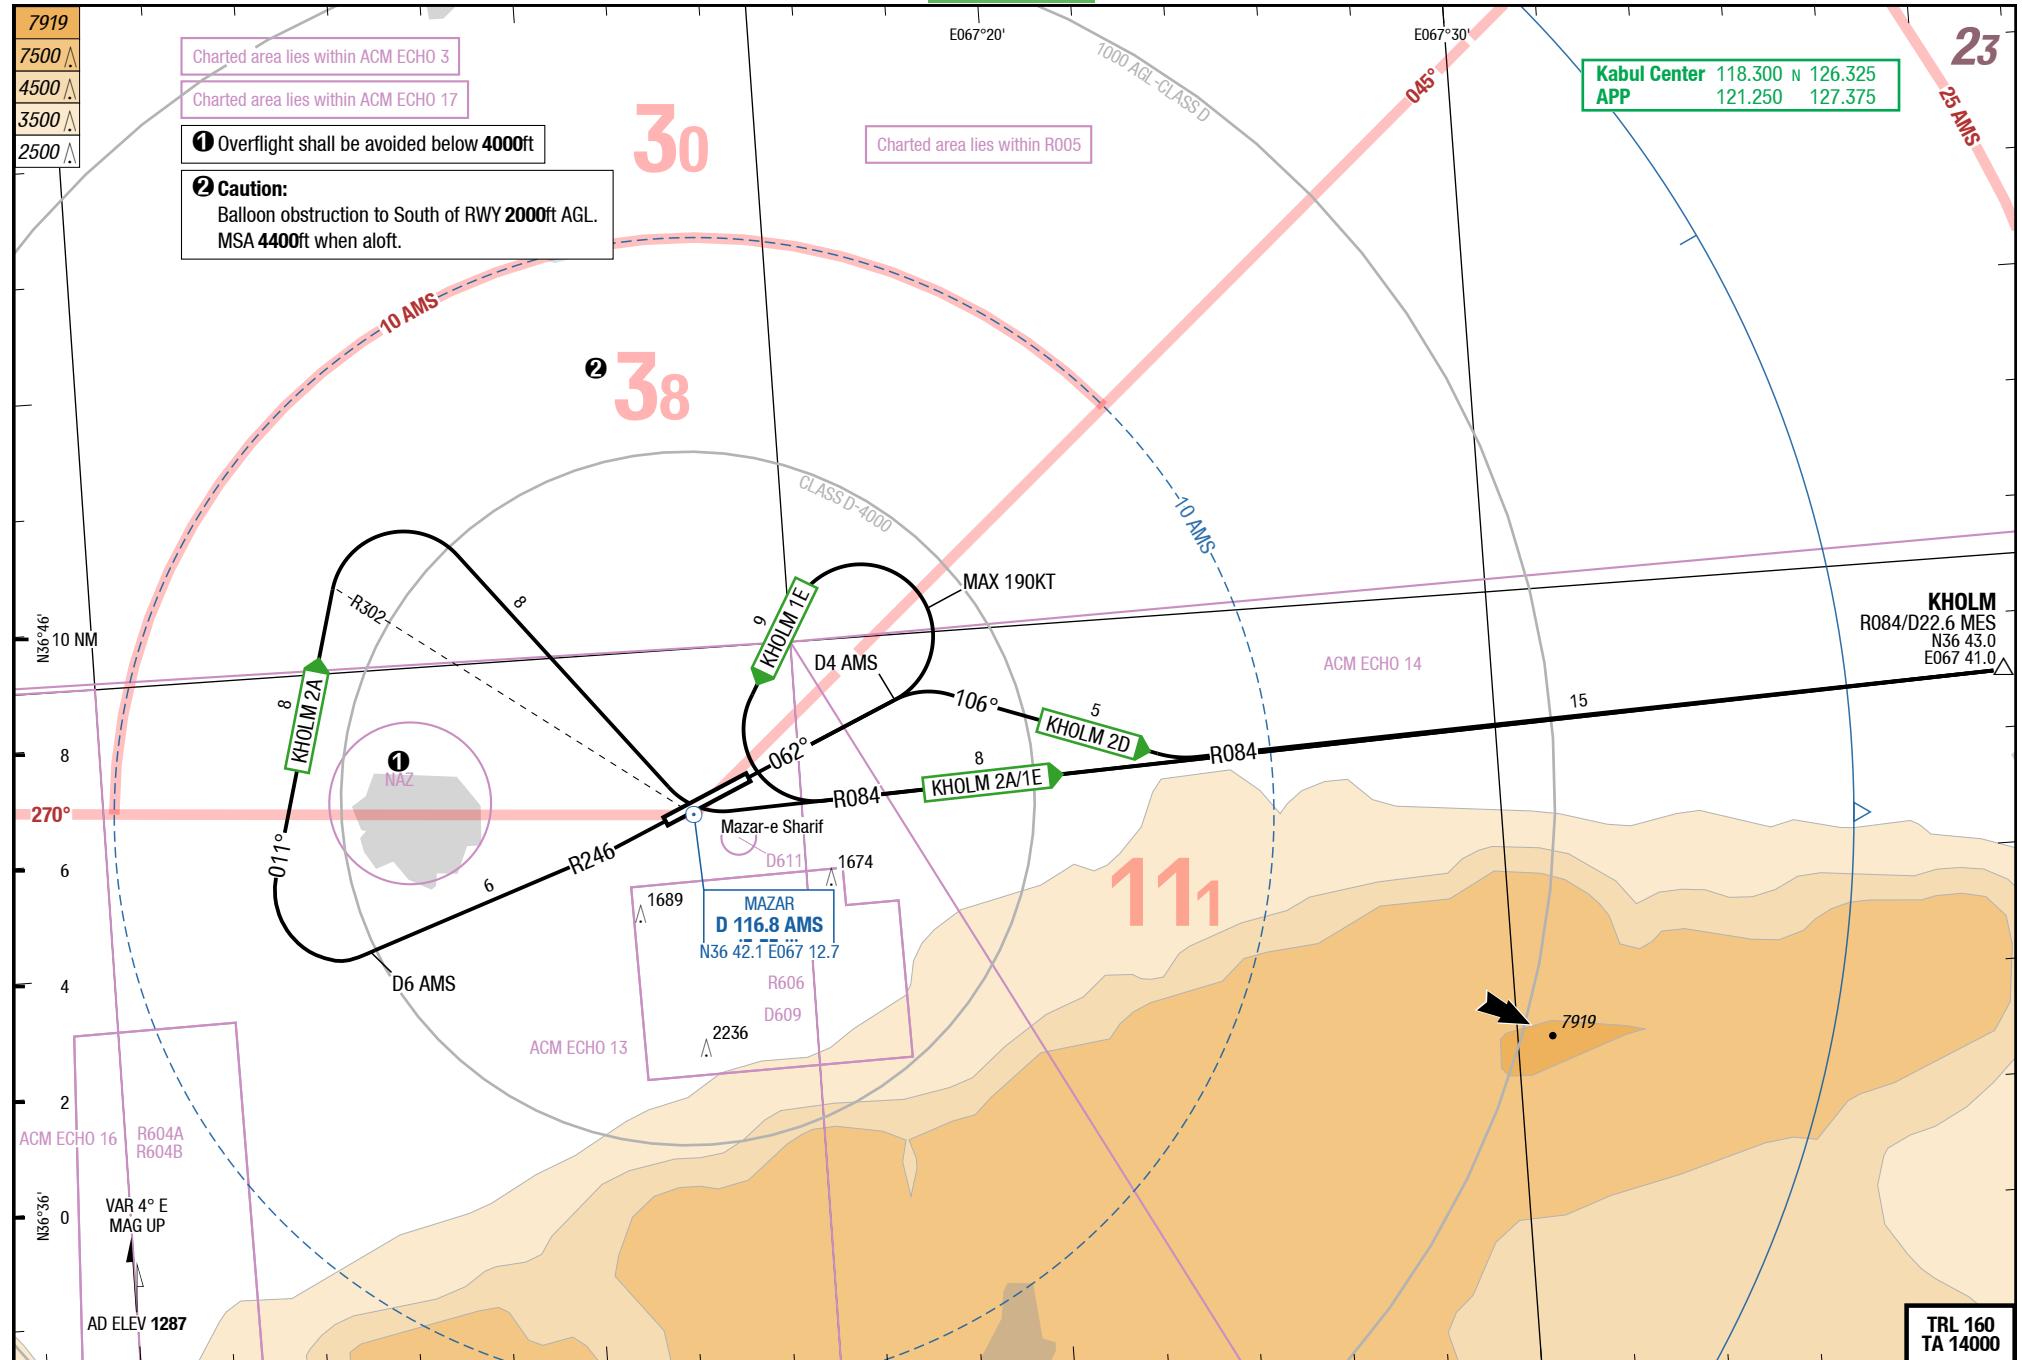 7919
7500
4500
3500
2500
Charted area lies within ACM ECHO 3
Charted area lies within ACM ECHO 17
❶ Overflight shall be avoided below 4000ft
❷ Caution:
Balloon obstruction to South of RWY 2000ft AGL.
MSA 4400ft when aloft.
30
Charted area lies within R005
E067°20'
E067°30'
1000 AGL-CLASS D
045°
23
25 AMS
Kabul Center 118.300 N 126.325
APP 121.250 127.375
10 AMS
❷ 38
CLASS D-4000
10 AMS
R302
8
9
KHOLM 1E
MAX 190KT
D4 AMS
ACM ECHO 14
KHOLM
R084/D22.6 MES
N36 43.0
E067 41.0
N36°46'
10 NM
8
KHOLM 2A
062°
106°
5
KHOLM 2D
R084
15
8
❶
NAZ
8
KHOLM 2A/1E
R084
270°
Mazar-e Sharif
D611
1674
011°
R246
6
6
1689
MAZAR
D 116.8 AMS
N36 42.1 E067 12.7
111
D6 AMS
4
R606
D609
2236
ACM ECHO 13
7919
2
ACM ECHO 16
R604A
R604B
N36°36'
0
VAR 4° E
MAG UP
AD ELEV 1287
TRL 160
TA 14000